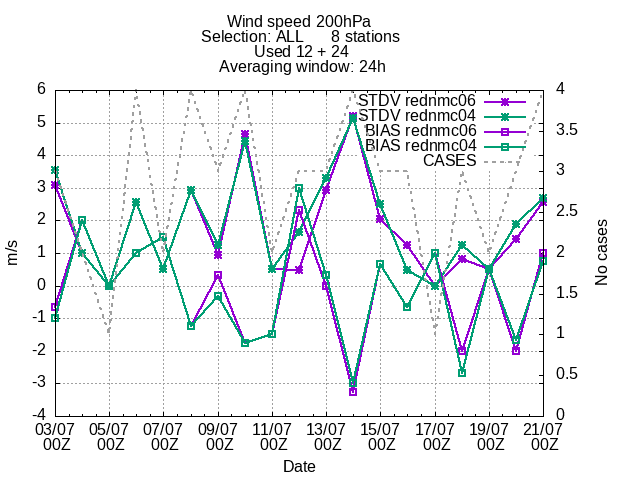 Wind speed 200hPa
Selection: ALL 8 stations
Used 12 + 24
Averaging window: 24h
STDV rednmc06
STDV rednmc04
BIAS rednmc06
BIAS rednmc04
CASES
6
5
4
3
2
1
0
-1
-2
-3
-4
m/s
4
3.5
3
2.5
2
1.5
1
0.5
0
No cases
03/07 05/07 07/07 09/07 11/07 13/07 15/07 17/07 19/07 21/07
00Z 00Z 00Z 00Z 00Z 00Z 00Z 00Z 00Z 00Z
Date